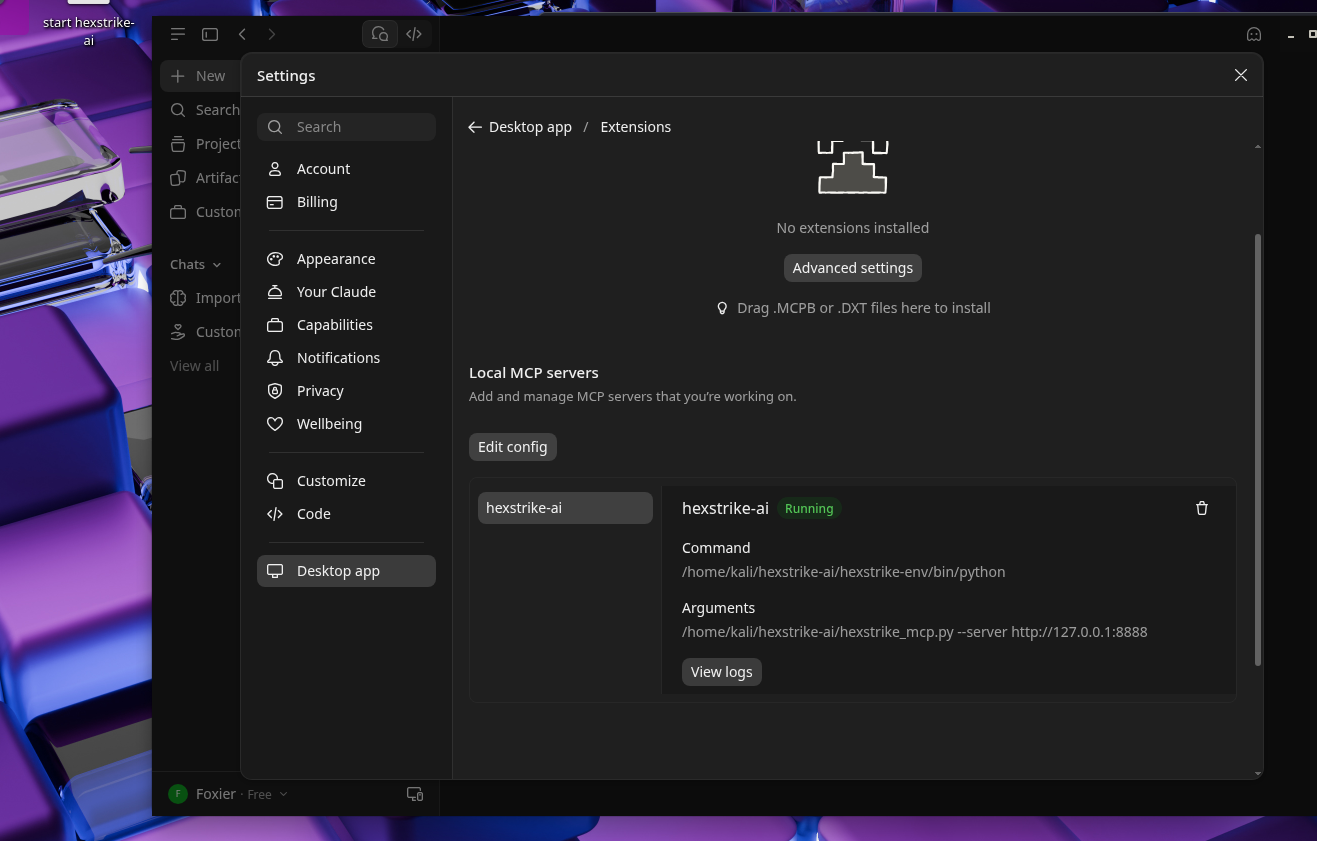 start hexstrike-
ai
New
Search
Project
Artifac
Custon
Chats
Import
Custon
View all
Foxier · Free
Settings
Search
Account
Billing
Appearance
Your Claude
Capabilities
Notifications
Privacy
Wellbeing
Customize
Code
Desktop app
Desktop app / Extensions
No extensions installed
Advanced settings
Drag .MCPB or .DXT files here to install
Local MCP servers
Add and manage MCP servers that you’re working on.
Edit config
hexstrike-ai
hexstrike-ai Running
Command
/home/kali/hexstrike-ai/hexstrike-env/bin/python
Arguments
/home/kali/hexstrike-ai/hexstrike_mcp.py --server http://127.0.0.1:8888
View logs